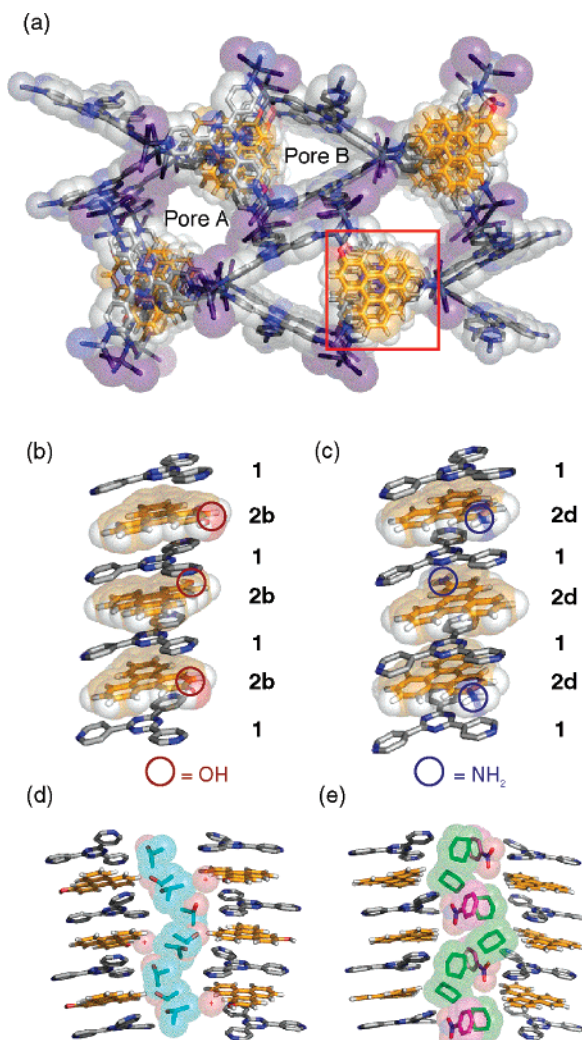 (a)
Pore B
Pore A
(b)
(c)
1
1
2b
2d
1
1
2b
2d
1
1
2b
2d
1
1
= OH
= NH₂
(d)
(e)